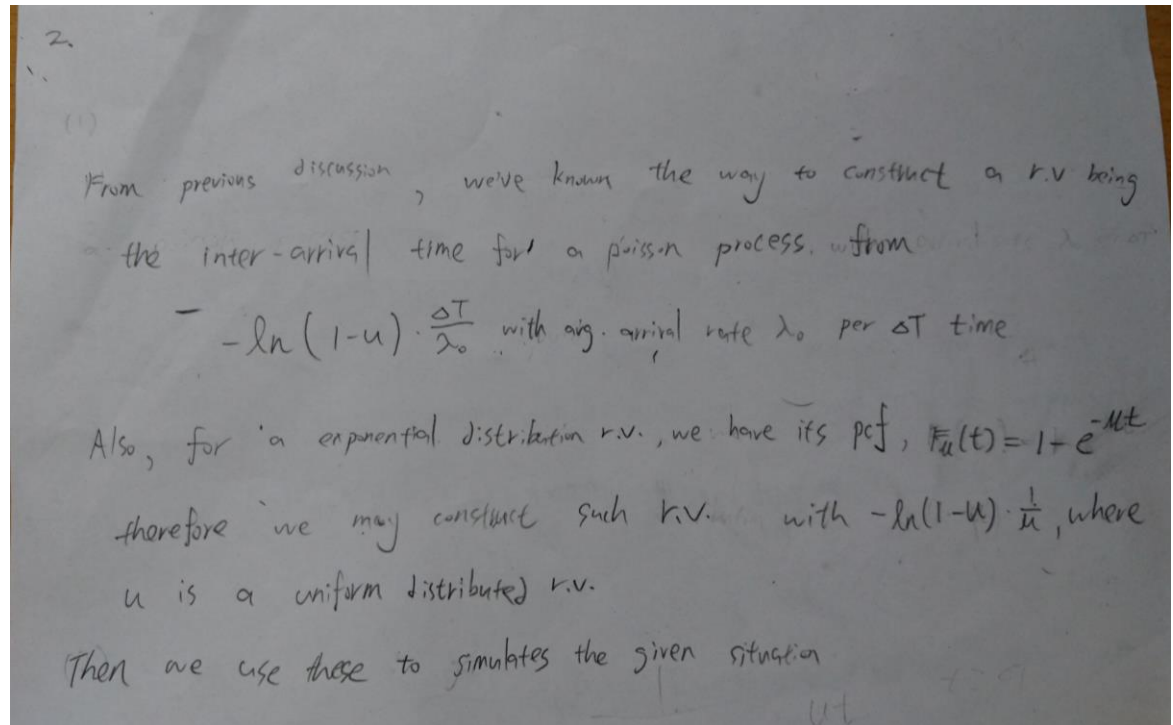 2.
(1)
From previous discussion, we've known the way to construct a r.v being
the inter-arrival time for a poisson process. from
-ln(1-u)·ΔT/λ₀ with avg. arrival rate λ₀ per ΔT time
Also, for a exponential distribution r.v., we have its pcf, Fᵤ(t)=1-e^-μt
therefore we may construct such r.v. with -ln(1-u)·1/μ, where
u is a uniform distributed r.v.
Then we use these to simulates the given situation